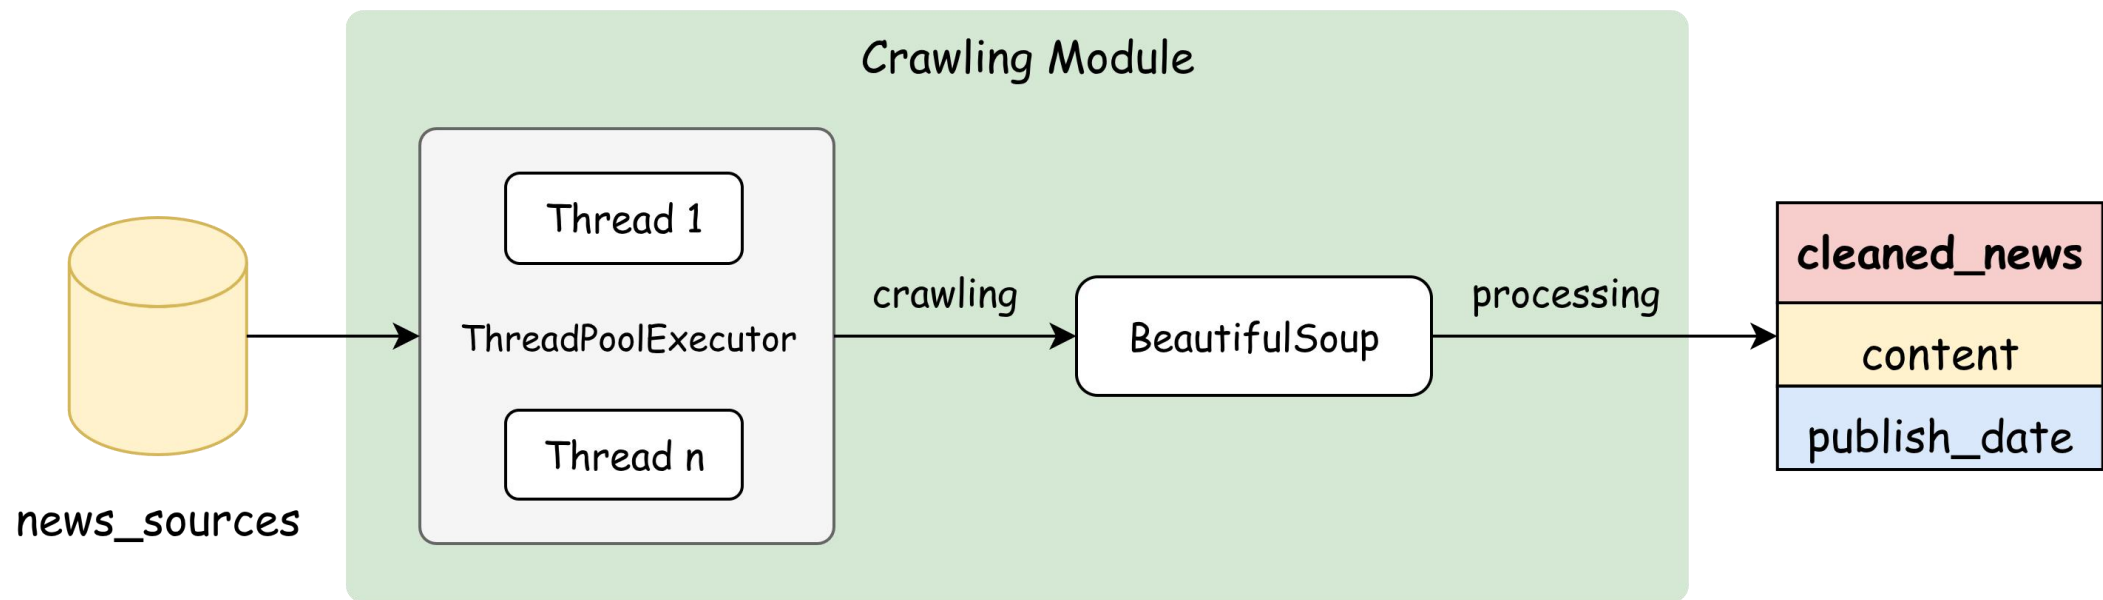 Crawling Module
Thread 1
ThreadPoolExecutor
Thread n
crawling
BeautifulSoup
processing
cleaned_news
content
publish_date
news_sources